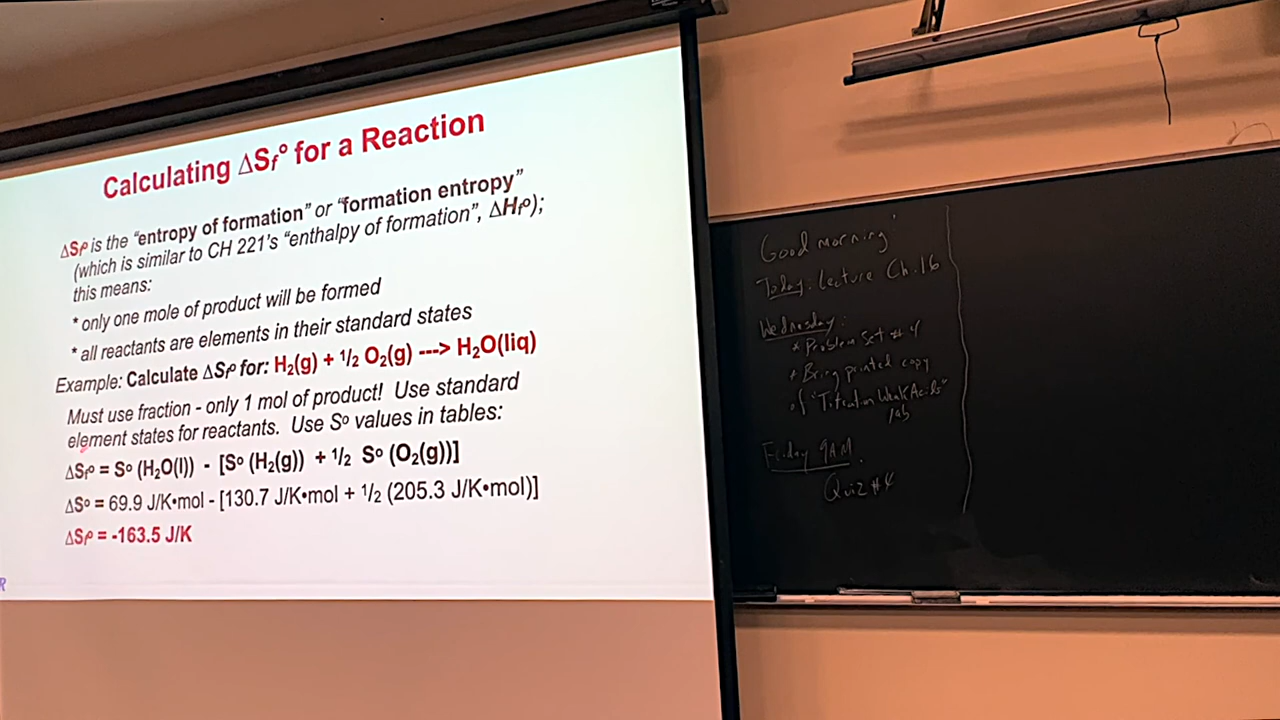 Calculating ΔSf° for a Reaction
ΔSf° is the “entropy of formation” or “formation entropy”
(which is similar to CH 221’s “enthalpy of formation”, ΔHf°);
this means:
* only one mole of product will be formed
* all reactants are elements in their standard states
Example: Calculate ΔSf° for: H₂(g) + 1/2 O₂(g) ---> H₂O(liq)
Must use fraction - only 1 mol of product! Use standard
element states for reactants. Use S° values in tables:
ΔSf° = S° (H₂O(l)) - [S° (H₂(g)) + 1/2 S° (O₂(g))]
ΔS° = 69.9 J/K•mol - [130.7 J/K•mol + 1/2 (205.3 J/K•mol)]
ΔSf° = -163.5 J/K
R
Good morning
Today: Lecture Ch. 16
Wednesday:
* Problem Set #4
* Bring printed copy
of "Titration Weak Acids"
lab
Friday 9AM
Quiz #4